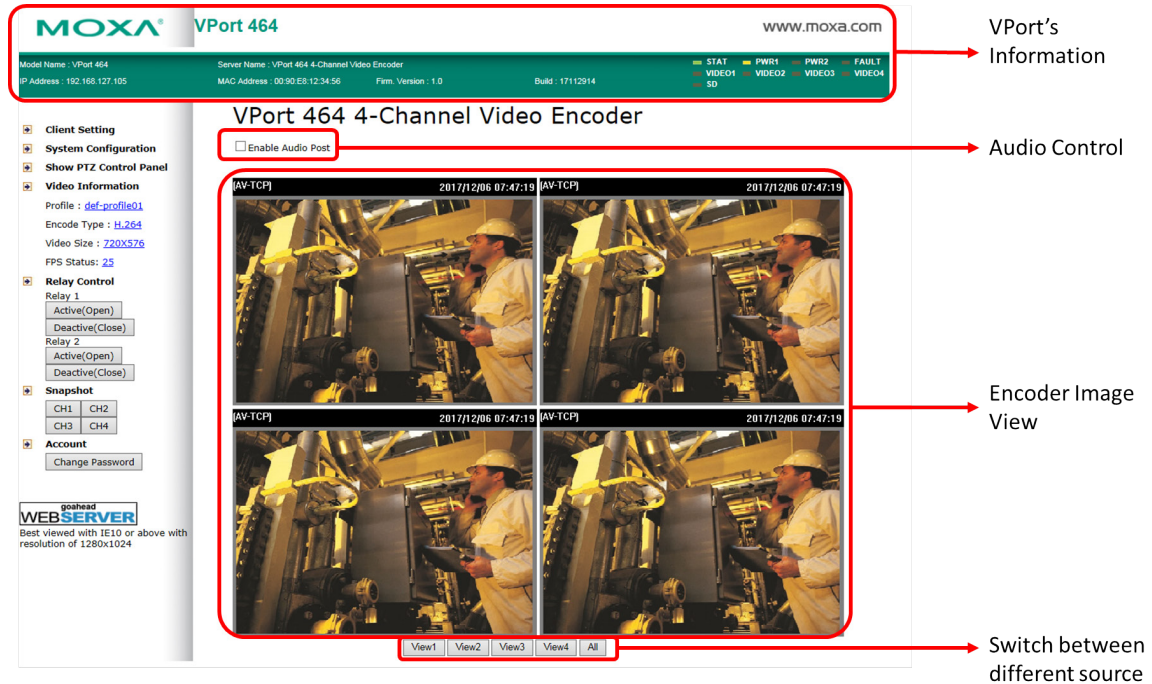 MOXA®
VPort 464
www.moxa.com
Model Name : VPort 464
Server Name : VPort 464 4-Channel Video Encoder
STAT PWR1 PWR2 FAULT
IP Address : 192.168.127.105
MAC Address : 00:90:E8:12:34:56
Firm. Version : 1.0
Build : 17112914
VIDEO1 VIDEO2 VIDEO3 VIDEO4
SD
VPort's
Information
VPort 464 4-Channel Video Encoder
Enable Audio Post
Audio Control
Client Setting
System Configuration
Show PTZ Control Panel
Video Information
Profile : def-profile01
Encode Type : H.264
Video Size : 720X576
FPS Status: 25
Relay Control
Relay 1
Active(Open)
Deactive(Close)
Relay 2
Active(Open)
Deactive(Close)
Snapshot
CH1 CH2
CH3 CH4
Account
Change Password
goahead
WEBSERVER
Best viewed with IE10 or above with
resolution of 1280x1024
(AV-TCP) 2017/12/06 07:47:19
(AV-TCP) 2017/12/06 07:47:19
(AV-TCP) 2017/12/06 07:47:19
(AV-TCP) 2017/12/06 07:47:19
Encoder Image
View
View1 View2 View3 View4 All
Switch between
different source